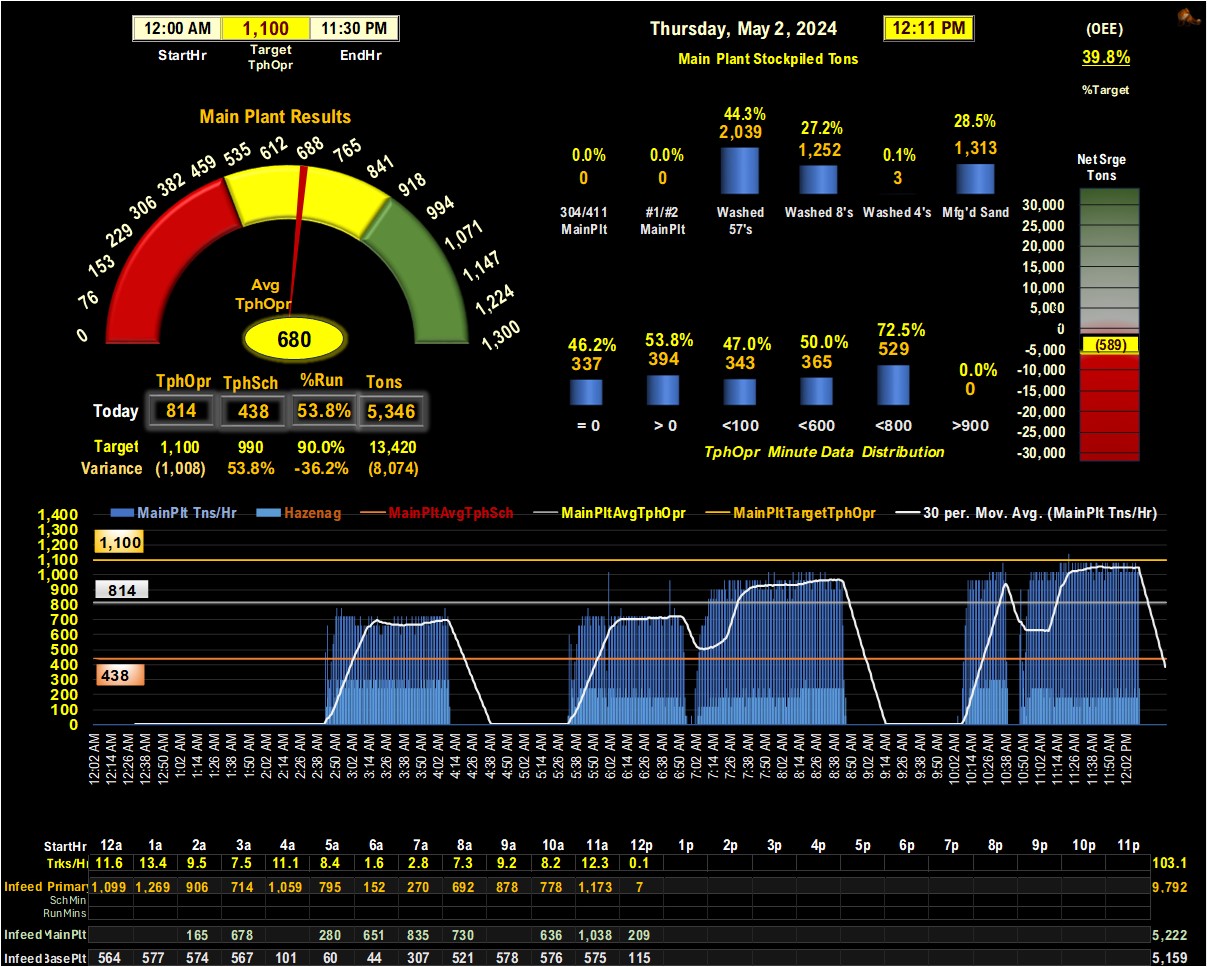 12:00 AM 1,100 11:30 PM
StartHr Target TphOpr EndHr
Thursday, May 2, 2024 12:11 PM
Main Plant Stockpiled Tons
(OEE)
39.8%
%Target
Main Plant Results
0 76 153 229 306 382 459 535 612 688 765 841 918 994 1,071 1,147 1,224 1,300
Avg
TphOpr
680
44.3% 27.2% 28.5%
2,039 1,252 1,313
0.0% 0.0% 0.1%
0 0 3
304/411 MainPlt #1/#2 MainPlt Washed 57's Washed 8's Washed 4's Mfg'd Sand
Net Srge
Tons
30,000
25,000
20,000
15,000
10,000
5,000
0
-5,000
(589)
-10,000
-15,000
-20,000
-25,000
-30,000
46.2% 53.8% 47.0% 50.0% 72.5% 0.0%
337 394 343 365 529 0
= 0 > 0 <100 <600 <800 >900
TphOpr Minute Data Distribution
TphOpr TphSch %Run Tons
Today 814 438 53.8% 5,346
Target 1,100 990 90.0% 13,420
Variance (1,008) 53.8% -36.2% (8,074)
MainPlt Tns/Hr Hazenag MainPltAvgTphSch MainPltAvgTphOpr MainPltTargetTphOpr 30 per. Mov. Avg. (MainPlt Tns/Hr)
1,400
1,300
1,200
1,100
1,000
900
800
700
600
500
400
300
200
100
0
1,100
814
438
12:02 AM 12:14 AM 12:38 AM 12:50 AM 1:02 AM 1:14 AM 1:26 AM 1:38 AM 1:50 AM 2:02 AM 2:14 AM 2:26 AM 2:38 AM 2:50 AM 3:02 AM 3:14 AM 3:26 AM 3:38 AM 3:50 AM 4:02 AM 4:14 AM 4:26 AM 4:38 AM 4:50 AM 5:02 AM 5:14 AM 5:26 AM 5:38 AM 5:50 AM 6:02 AM 6:14 AM 6:26 AM 6:38 AM 6:50 AM 7:02 AM 7:14 AM 7:26 AM 7:38 AM 7:50 AM 8:02 AM 8:14 AM 8:26 AM 8:38 AM 8:50 AM 9:02 AM 9:14 AM 9:26 AM 9:38 AM 9:50 AM 10:02 AM 10:14 AM 10:26 AM 10:38 AM 10:50 AM 11:02 AM 11:14 AM 11:26 AM 11:38 AM 11:50 AM 12:02 PM
StartHr 12a 1a 2a 3a 4a 5a 6a 7a 8a 9a 10a 11a 12p 1p 2p 3p 4p 5p 6p 7p 8p 9p 10p 11p
Trks/Hr 11.6 13.4 9.5 7.5 11.1 8.4 1.6 2.8 7.3 9.2 8.2 12.3 0.1 103.1
Infeed Primary 1,099 1,269 906 714 1,059 795 152 270 692 878 778 1,173 7 9,792
SchMin
RunMins
Infeed MainPlt 165 678 280 651 835 730 636 1,038 209 5,222
Infeed BasePlt 564 577 574 567 101 60 44 307 521 578 576 575 115 5,159